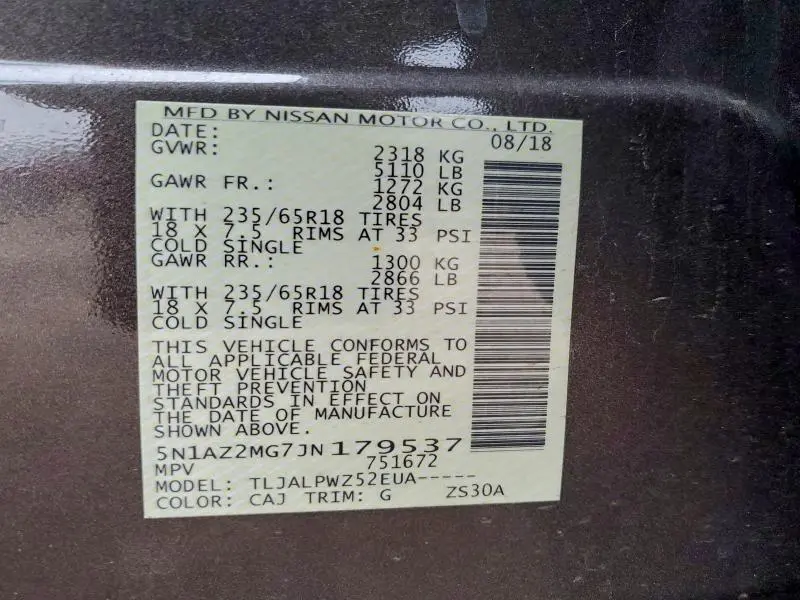 MFD BY NISSAN MOTOR CO., LTD.
DATE: 08/18
GVWR: 2318 KG
5110 LB
GAWR FR.: 1272 KG
2804 LB
WITH 235/65R18 TIRES
18 X 7.5 RIMS AT 33 PSI
COLD SINGLE
GAWR RR.: 1300 KG
2866 LB
WITH 235/65R18 TIRES
18 X 7.5 RIMS AT 33 PSI
COLD SINGLE
THIS VEHICLE CONFORMS TO
ALL APPLICABLE FEDERAL
MOTOR VEHICLE SAFETY AND
THEFT PREVENTION
STANDARDS IN EFFECT ON
THE DATE OF MANUFACTURE
SHOWN ABOVE.
5N1AZ2MG7JN179537
MPV 751672
MODEL: TLJALPWZ52EUA-----
COLOR: CAJ TRIM: G ZS30A